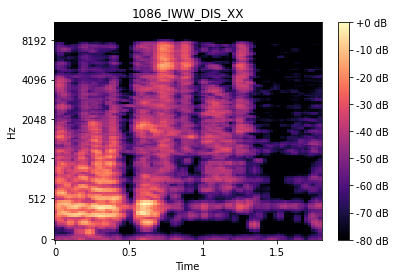 1086_IWW_DIS_XX
8192
4096
2048
1024
512
0
Hz
0
0.5
1
1.5
Time
+0 dB
-10 dB
-20 dB
-30 dB
-40 dB
-50 dB
-60 dB
-70 dB
-80 dB